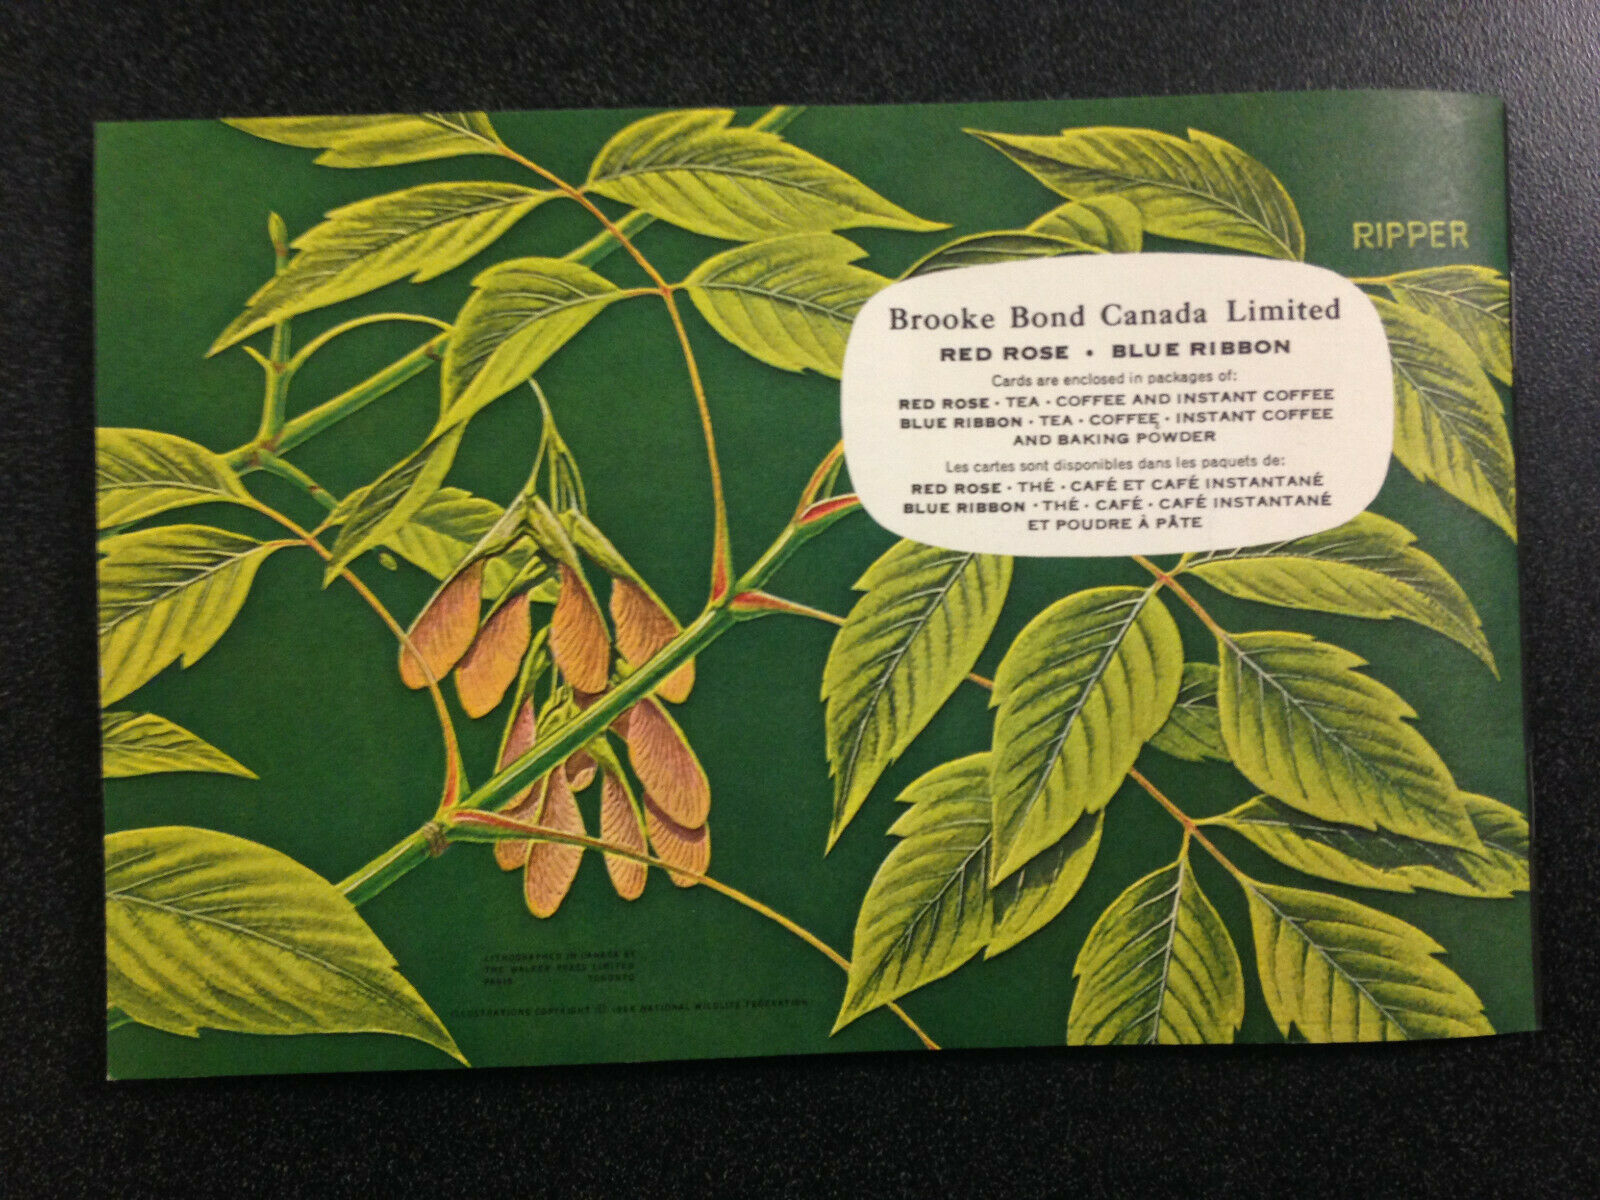 RIPPER
Brooke Bond Canada Limited
RED ROSE • BLUE RIBBON
Cards are enclosed in packages of:
RED ROSE · TEA · COFFEE AND INSTANT COFFEE
BLUE RIBBON · TEA · COFFEE · INSTANT COFFEE
AND BAKING POWDER
Les cartes sont disponibles dans les paquets de:
RED ROSE · THÉ · CAFÉ ET CAFÉ INSTANTANÉ
BLUE RIBBON · THÉ · CAFÉ · CAFÉ INSTANTANÉ
ET POUDRE À PÂTE
LITHOGRAPHED IN CANADA BY
THE WALKER PRESS LIMITED
PARIS TORONTO
ILLUSTRATIONS COPYRIGHT © NATIONAL WILDLIFE FEDERATION